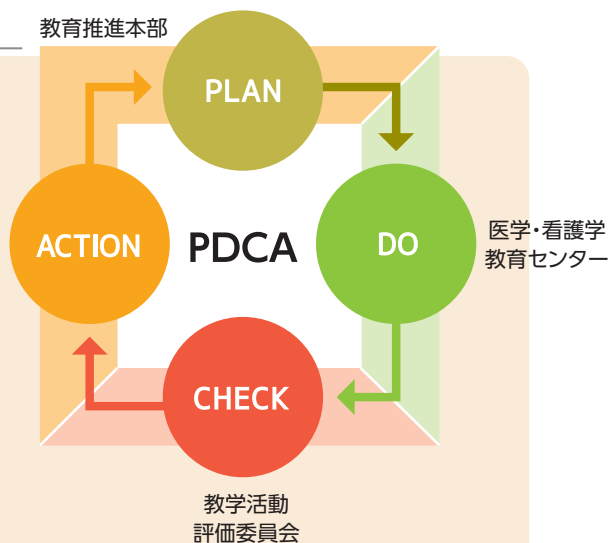 教育推進本部
PLAN
ACTION
PDCA
DO
医学・看護学
教育センター
CHECK
教学活動
評価委員会